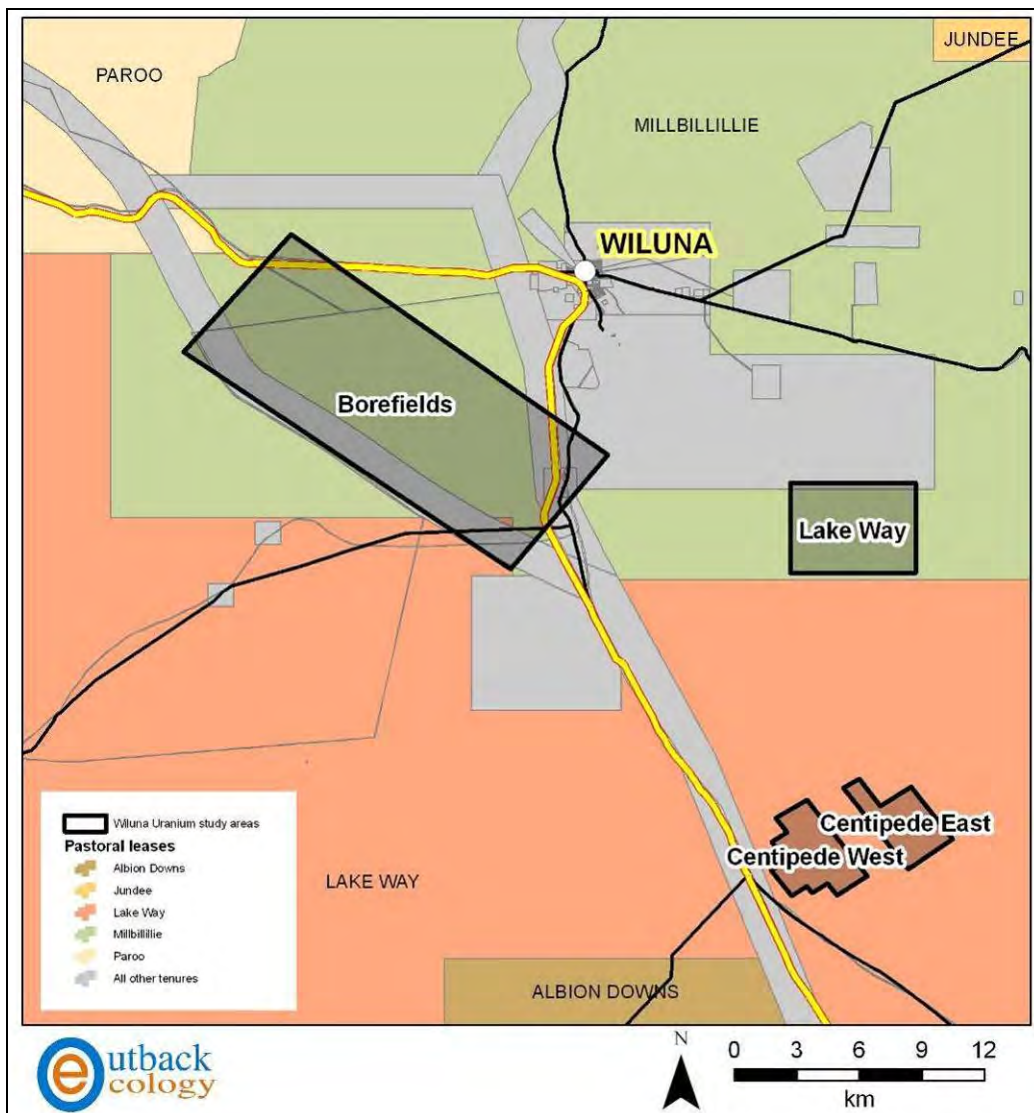 JUNDEE
PAROO
MILLBILLILLIE
WILUNA
Borefields
Lake Way
Centipede East
Centipede West
LAKE WAY
ALBION DOWNS
Wiluna Uranium study areas
Pastoral leases
Albion Downs
Jundee
Lake Way
Millbillillie
Paroo
All other tenures
Outback
ecology
N
0 3 6 9 12
km